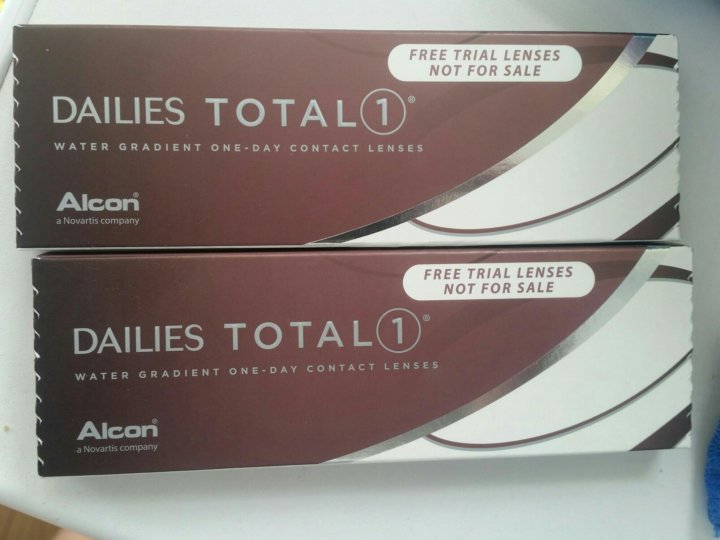 FREE TRIAL LENSES
NOT FOR SALE
DAILIES TOTAL 1®
WATER GRADIENT ONE-DAY CONTACT LENSES
Alcon®
a Novartis company
FREE TRIAL LENSES
NOT FOR SALE
DAILIES TOTAL 1®
WATER GRADIENT ONE-DAY CONTACT LENSES
Alcon®
a Novartis company